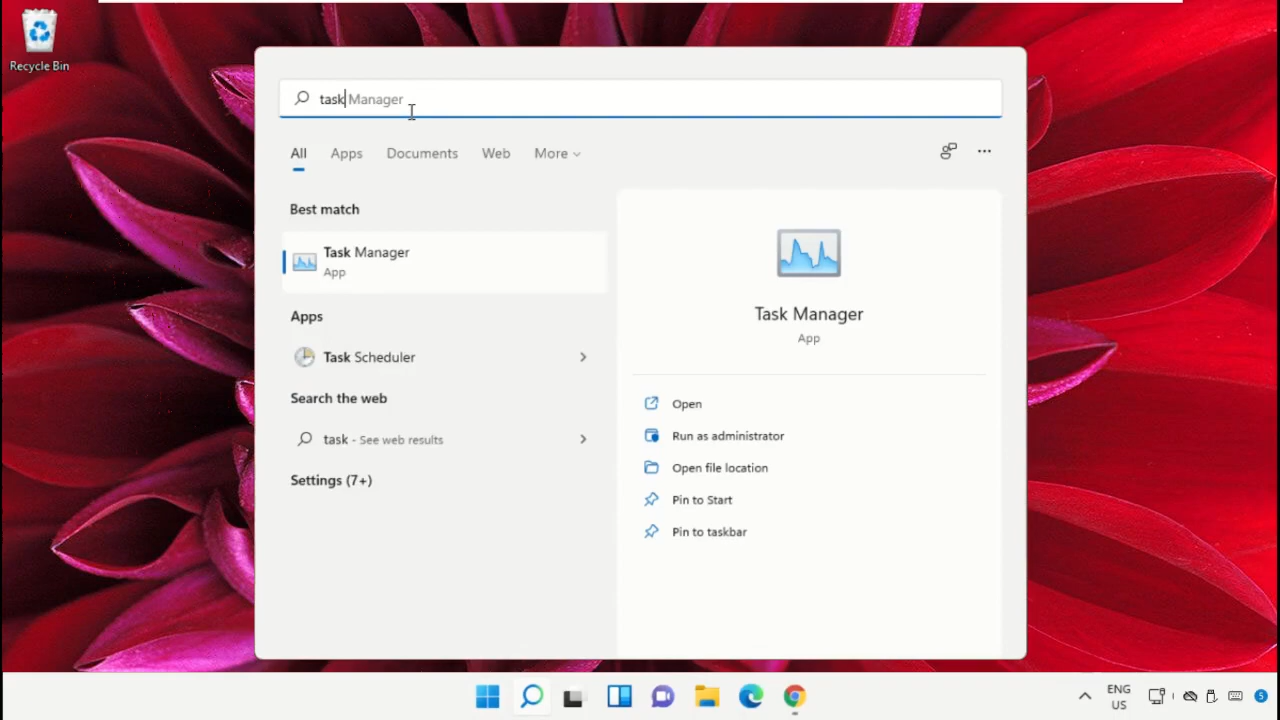 Recycle Bin
task Manager
All Apps Documents Web More
Best match
Task Manager
App
Apps
Task Scheduler
Search the web
task - See web results
Settings (7+)
Task Manager
App
Open
Run as administrator
Open file location
Pin to Start
Pin to taskbar
ENG
US
5